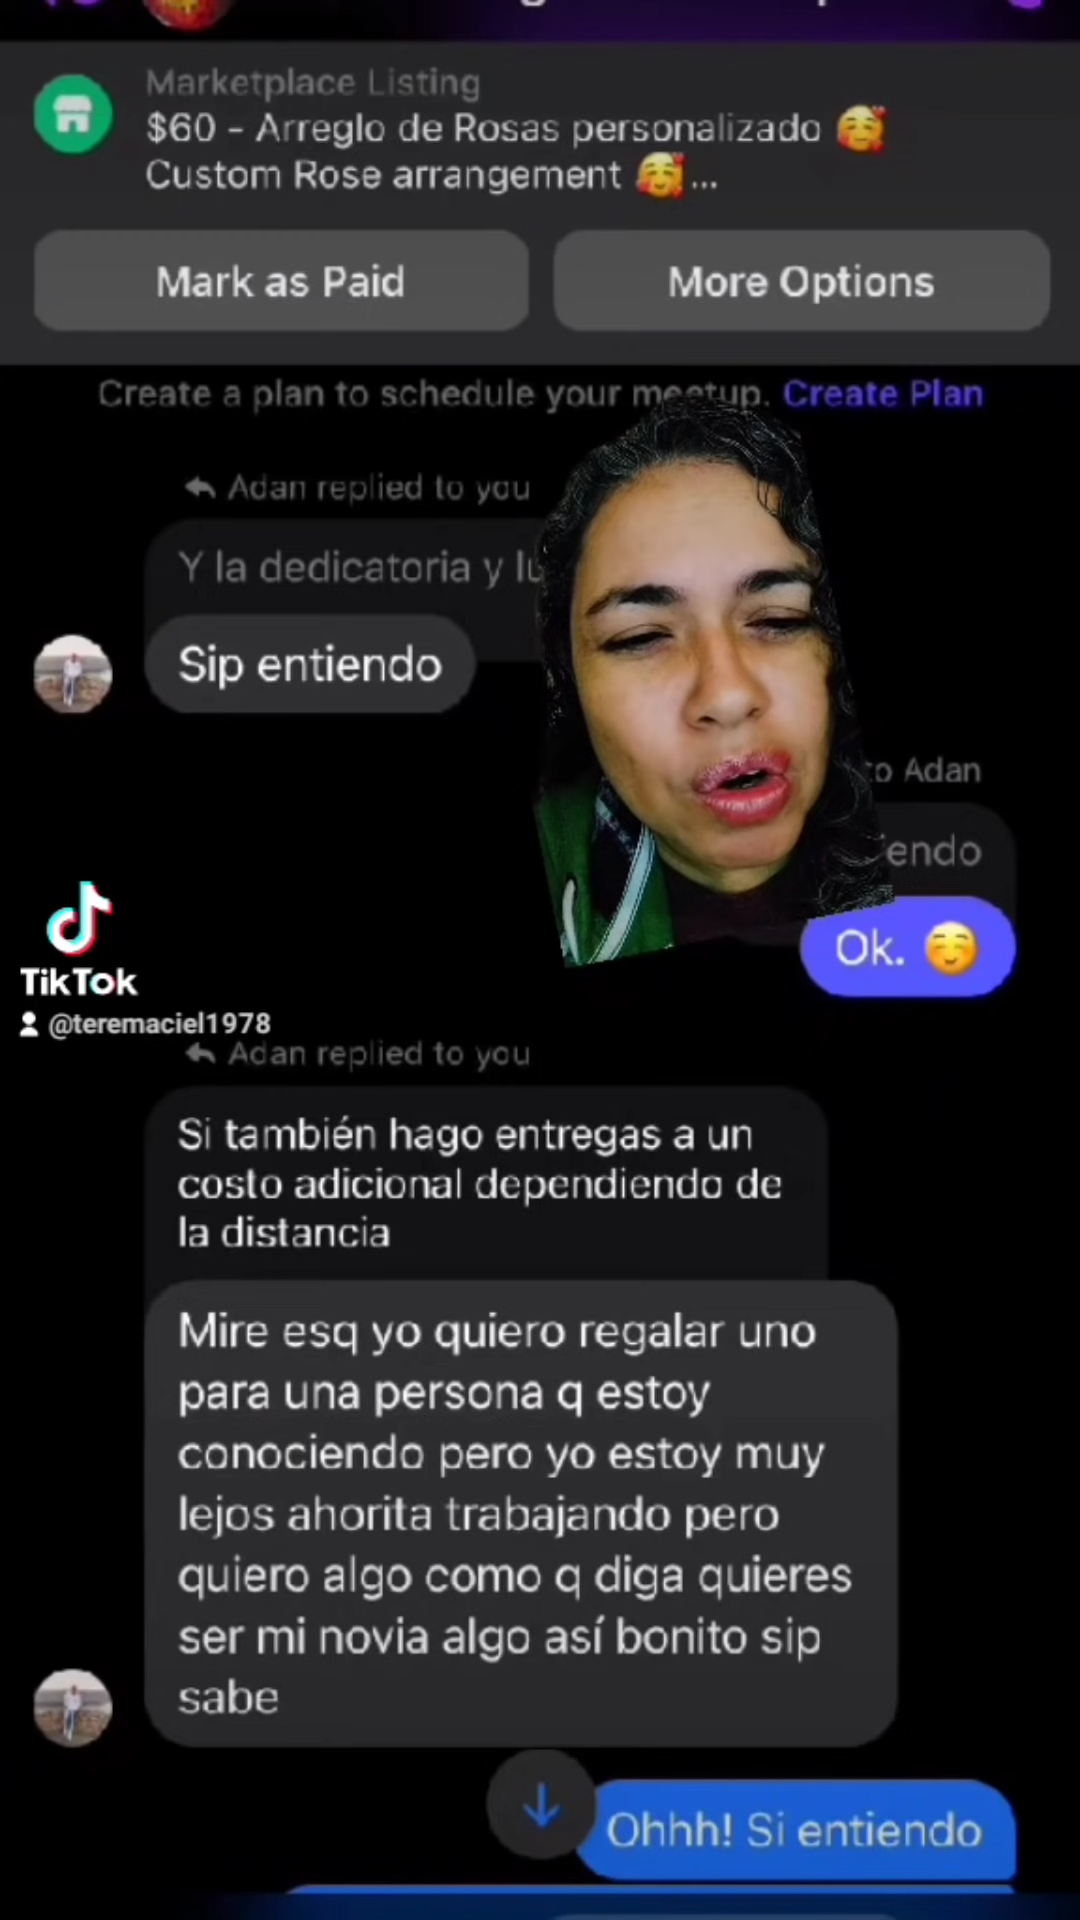 Marketplace Listing
$60 - Arreglo de Rosas personalizado 🥰
Custom Rose arrangement 🥰...
Mark as Paid
More Options
Create a plan to schedule your meetup. Create Plan
Adan replied to you
Y la dedicatoria y
Sip entiendo
to Adan
endo
Ok. ☺️
TikTok
@teremaciel1978
Adan replied to you
Si también hago entregas a un
costo adicional dependiendo de
la distancia
Mire esq yo quiero regalar uno
para una persona q estoy
conociendo pero yo estoy muy
lejos ahorita trabajando pero
quiero algo como q diga quieres
ser mi novia algo así bonito sip
sabe
Ohhh! Si entiendo